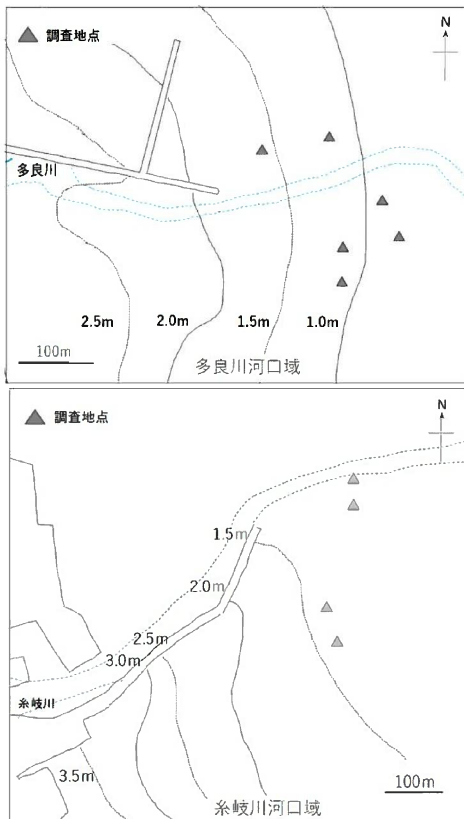 調査地点
N
多良川
2.5m
2.0m
1.5m
1.0m
100m
多良川河口域
調査地点
N
1.5m
2.0m
2.5m
3.0m
糸岐川
3.5m
100m
糸岐川河口域